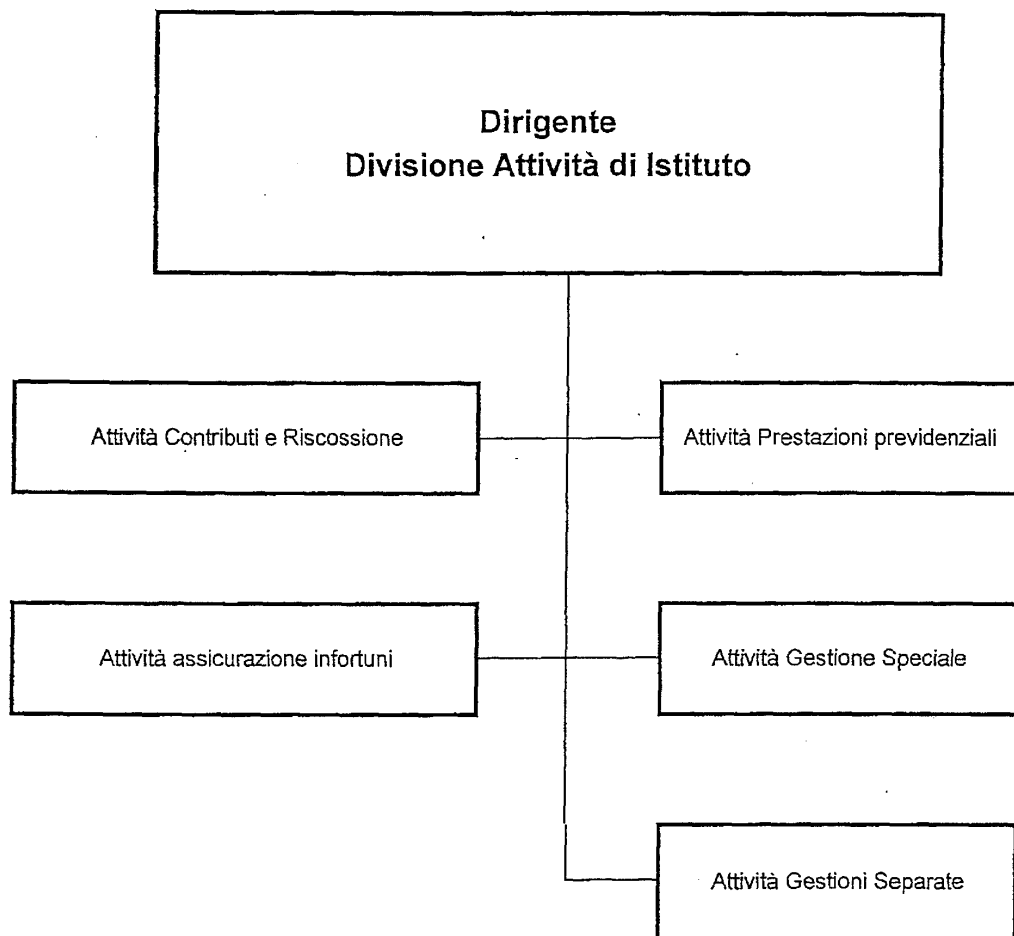 Dirigente
Divisione Attività di Istituto
Attività Contributi e Riscossione
Attività Prestazioni previdenziali
Attività assicurazione infortuni
Attività Gestione Speciale
Attività Gestioni Separate